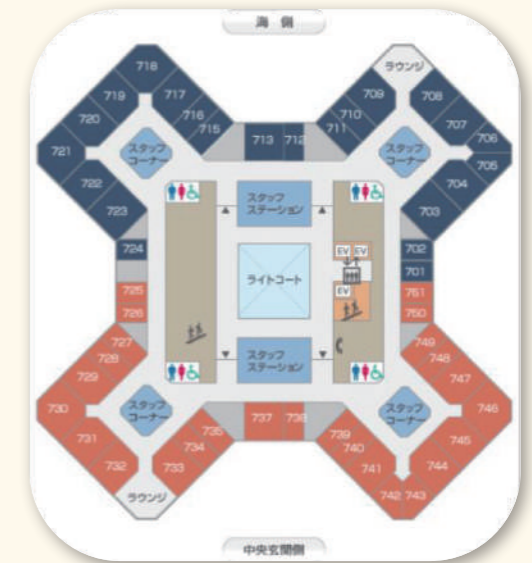 海 側
718
ラウンジ
719
717
709
708
720
716
710
707
715
711
706
721
スタッフ
コーナー
713
712
スタッフ
コーナー
705
722
704
723
スタッフ
ステーション
703
724
EV
EV
702
ライトコート
701
725
EV
751
726
750
727
749
728
スタッフ
ステーション
748
729
747
730
スタッフ
コーナー
スタッフ
コーナー
746
731
735
737
738
739
745
734
740
732
733
741
744
ラウンジ
742
743
中央玄関側